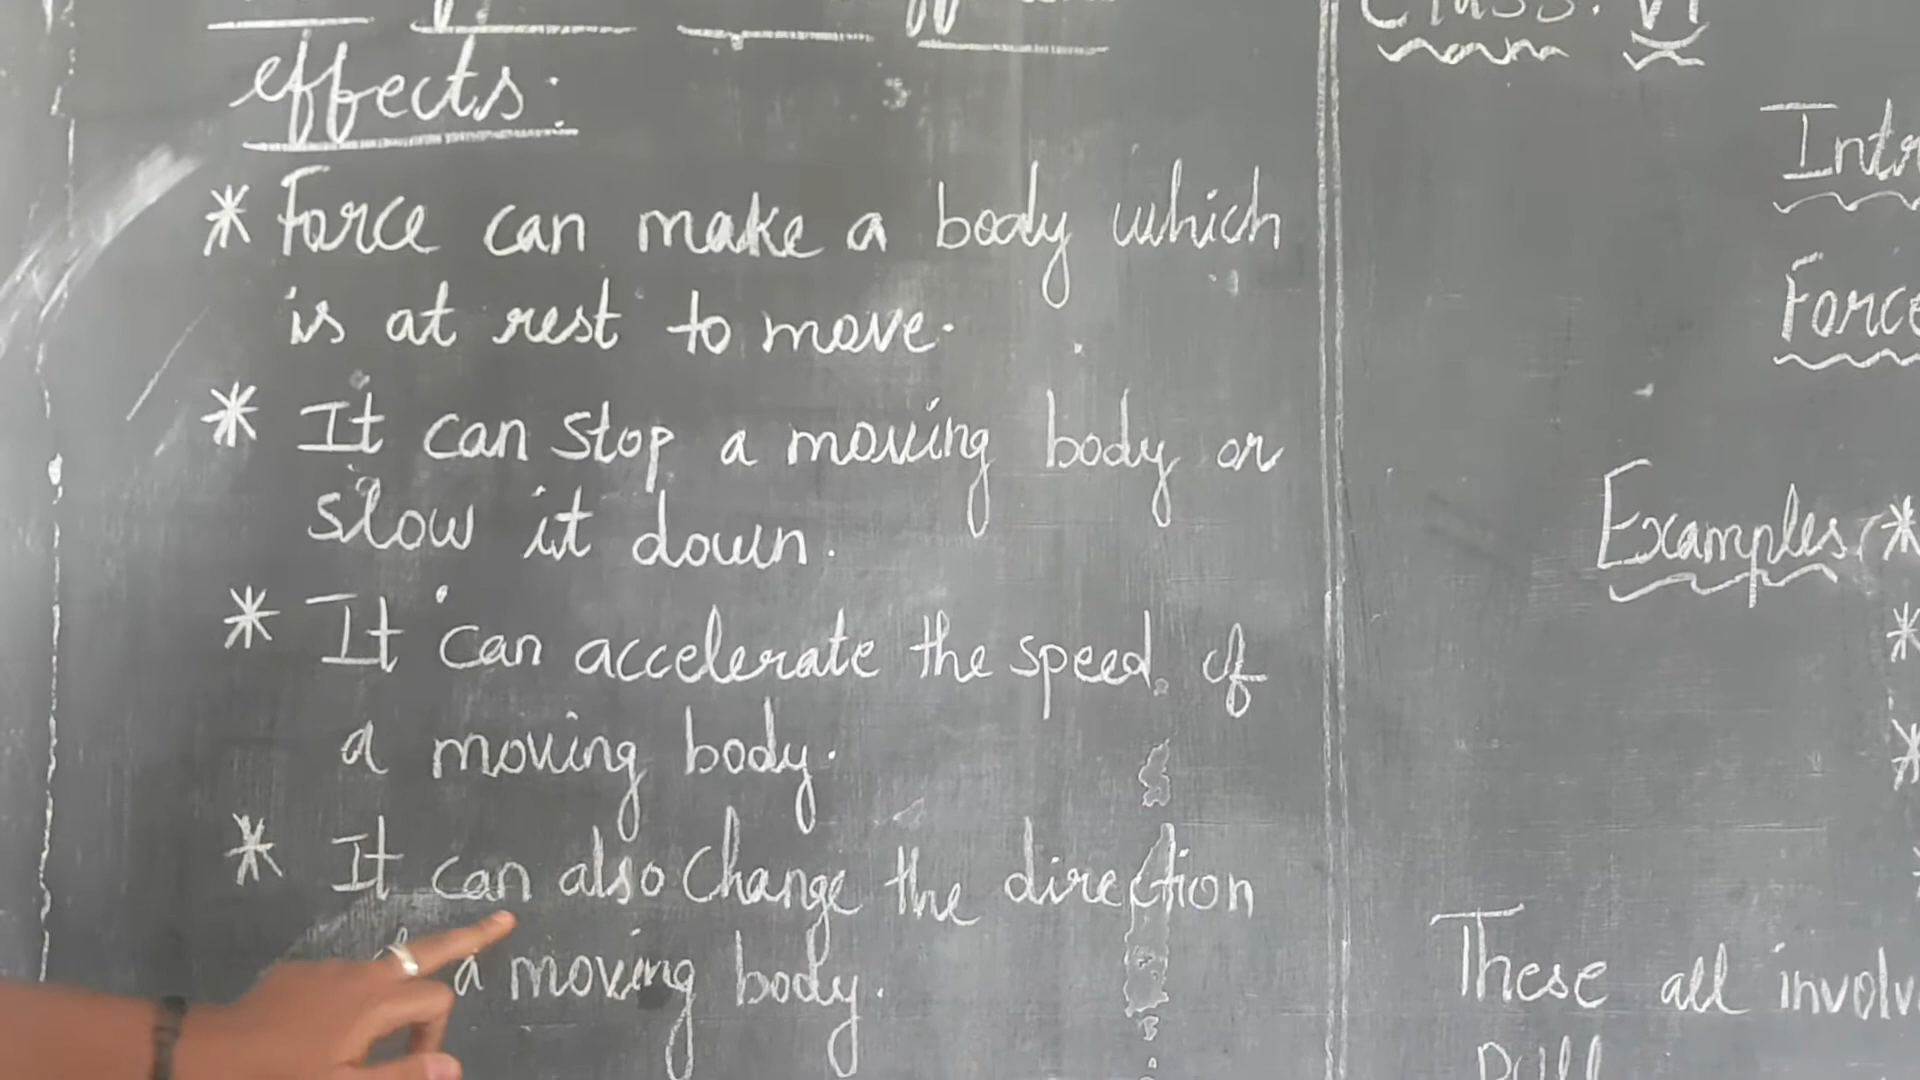 effects:
* Force can make a body which
is at rest to move.
* It can stop a moving body or
slow it down.
* It can accelerate the speed of
a moving body.
* It can also change the direction
a moving body.
Class: VI
Force
Examples *
*
*
These all involv
Pull